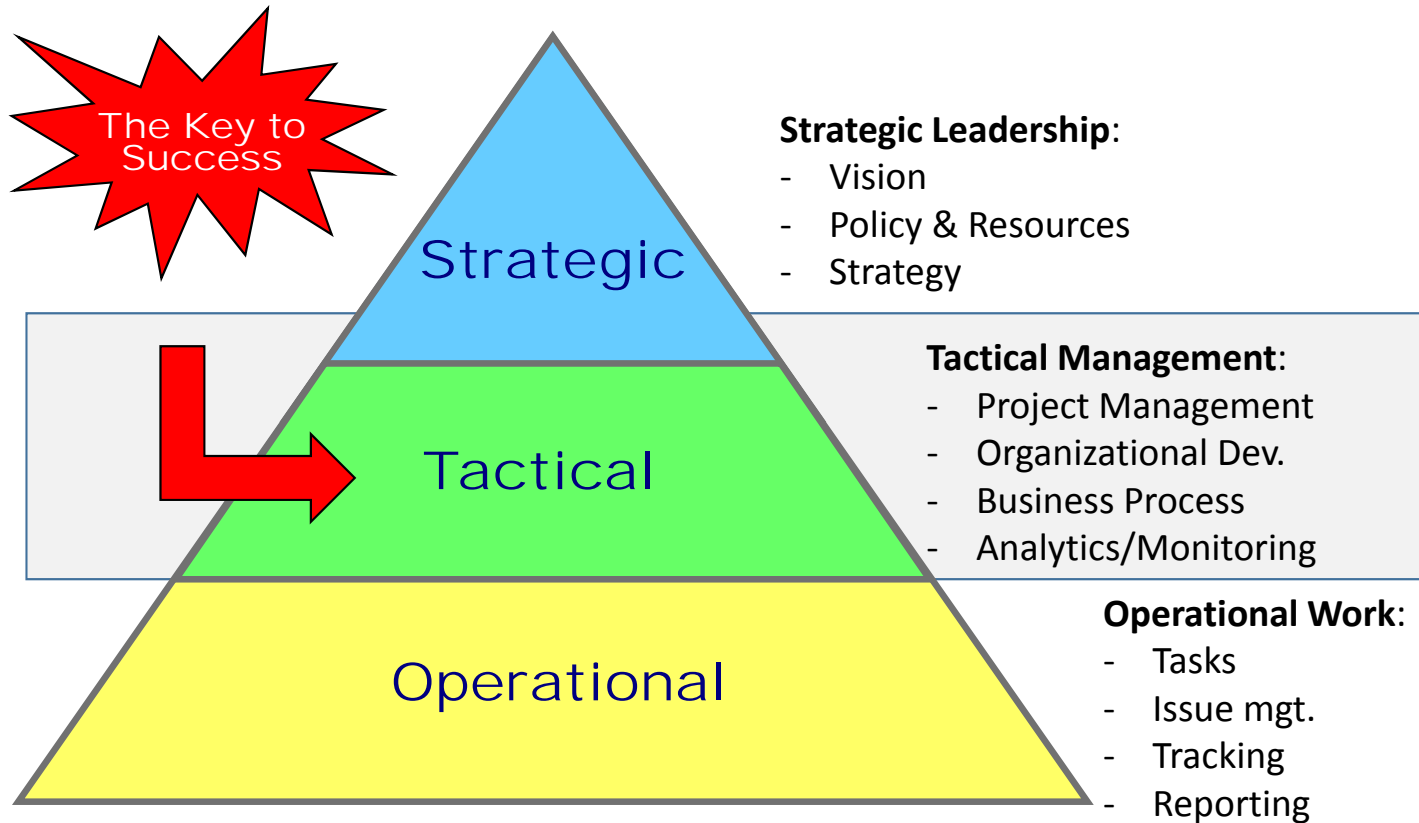 The Key to
Success
Strategic
Strategic Leadership:
- Vision
- Policy & Resources
- Strategy
Tactical
Tactical Management:
- Project Management
- Organizational Dev.
- Business Process
- Analytics/Monitoring
Operational
Operational Work:
- Tasks
- Issue mgt.
- Tracking
- Reporting